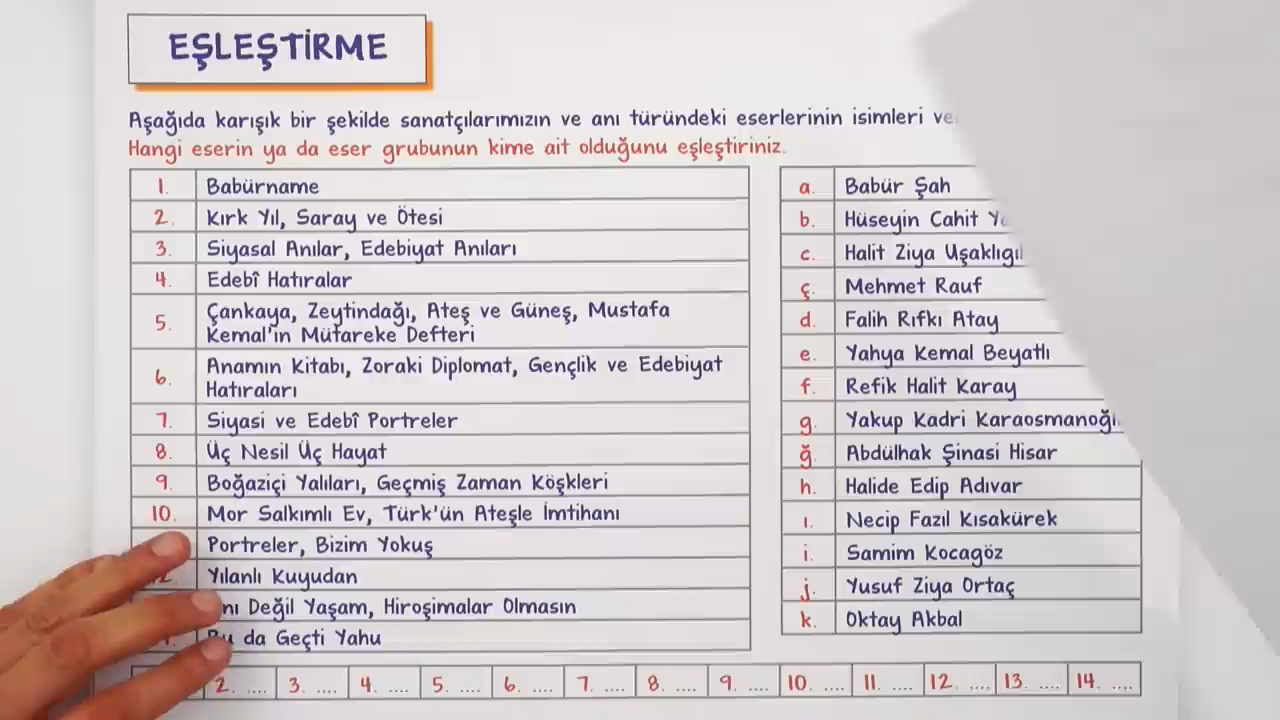 EŞLEŞTİRME
Aşağıda karışık bir şekilde sanatçılarımızın ve anı türündeki eserlerinin isimleri
Hangi eserin ya da eser grubunun kime ait olduğunu eşleştiriniz.
1. Babürname
2. Kırk Yıl, Saray ve Ötesi
3. Siyasal Anılar, Edebiyat Anıları
4. Edebî Hatıralar
5. Çankaya, Zeytindağı, Ateş ve Güneş, Mustafa
Kemal'in Mütareke Defteri
6. Anamın Kitabı, Zoraki Diplomat, Gençlik ve Edebiyat
Hatıraları
7. Siyasi ve Edebî Portreler
8. Üç Nesil Üç Hayat
9. Boğaziçi Yalıları, Geçmiş Zaman Köşkleri
10. Mor Salkımlı Ev, Türk'ün Ateşle İmtihanı
Portreler, Bizim Yokuş
Yılanlı Kuyudan
Değil Yaşam, Hiroşimalar Olmasın
da Geçti Yahu
a. Babür Şah
b. Hüseyin Cahit
c. Halit Ziya Uşaklıgil
ç. Mehmet Rauf
d. Falih Rıfkı Atay
e. Yahya Kemal Beyatlı
f. Refik Halit Karay
g. Yakup Kadri
ğ. Abdülhak Şinasi Hisar
h. Halide Edip Adıvar
ı. Necip Fazıl Kısakürek
i. Samim Kocagöz
j. Yusuf Ziya Ortaç
k. Oktay Akbal
2. .... 3. .... 4. .... 5. .... 6. .... 7. .... 8. .... 9. .... 10. .... 11. .... 12. .... 13. .... 14. ....